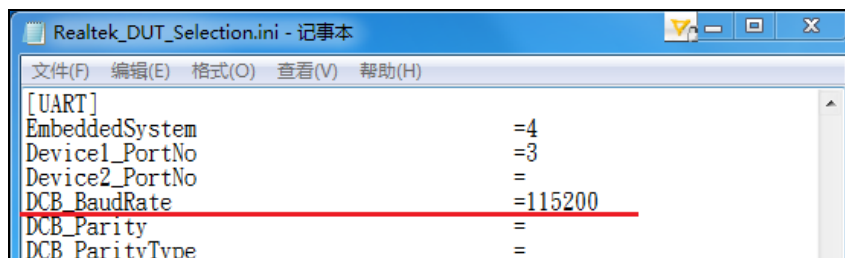 Realtek_DUT_Selection.ini - 记事本
文件(F) 编辑(E) 格式(O) 查看(V) 帮助(H)
[UART]
EmbeddedSystem =4
Device1_PortNo =3
Device2_PortNo =
DCB_BaudRate =115200
DCB_Parity =
DCB_ParityType =